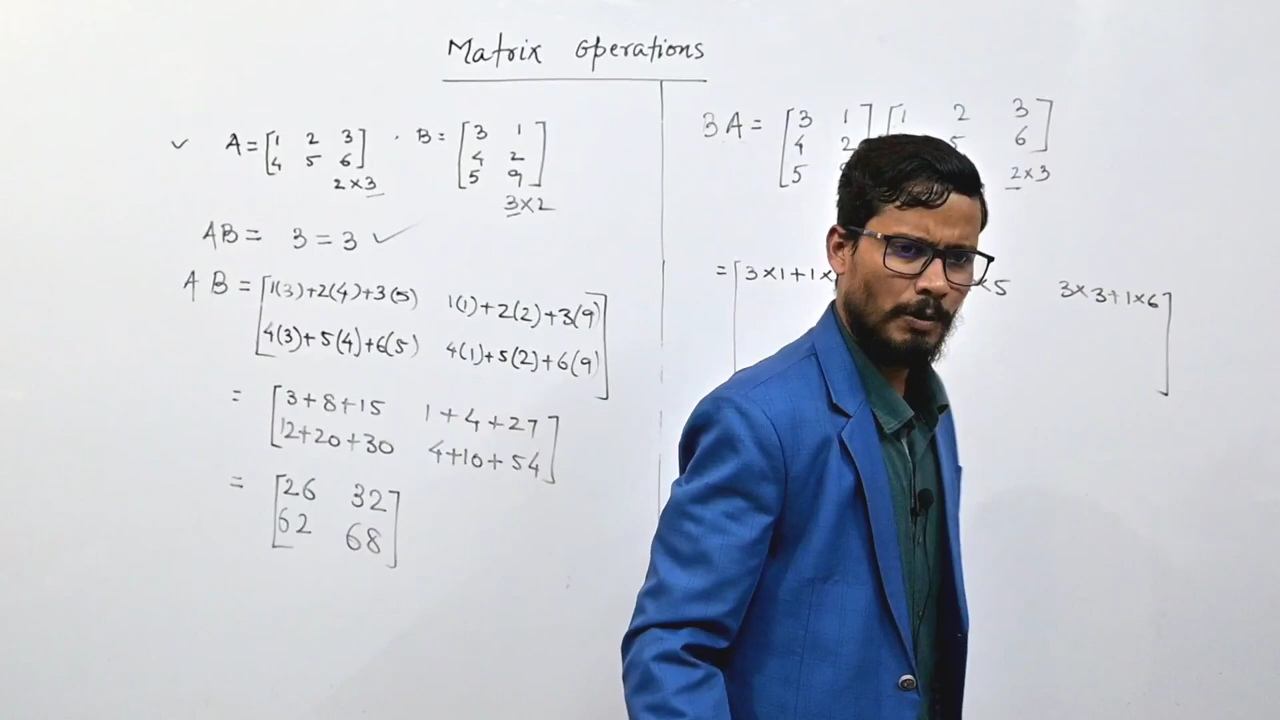 Matrix Operations
✓ A = [1 2 3 , B = [3 1
4 5 6] 4 2
2×3 5 9]
3×2
AB = 3 = 3 ✓
AB = [1(3)+2(4)+3(5) 1(1)+2(2)+3(9)
4(3)+5(4)+6(5) 4(1)+5(2)+6(9)]
= [3+8+15 1+4+27
12+20+30 4+10+54]
= [26 32
62 68]
BA = [3 1] [1 2 3
4 2 6]
5 2×3
= [3×1+1× ×5 3×3+1×6]